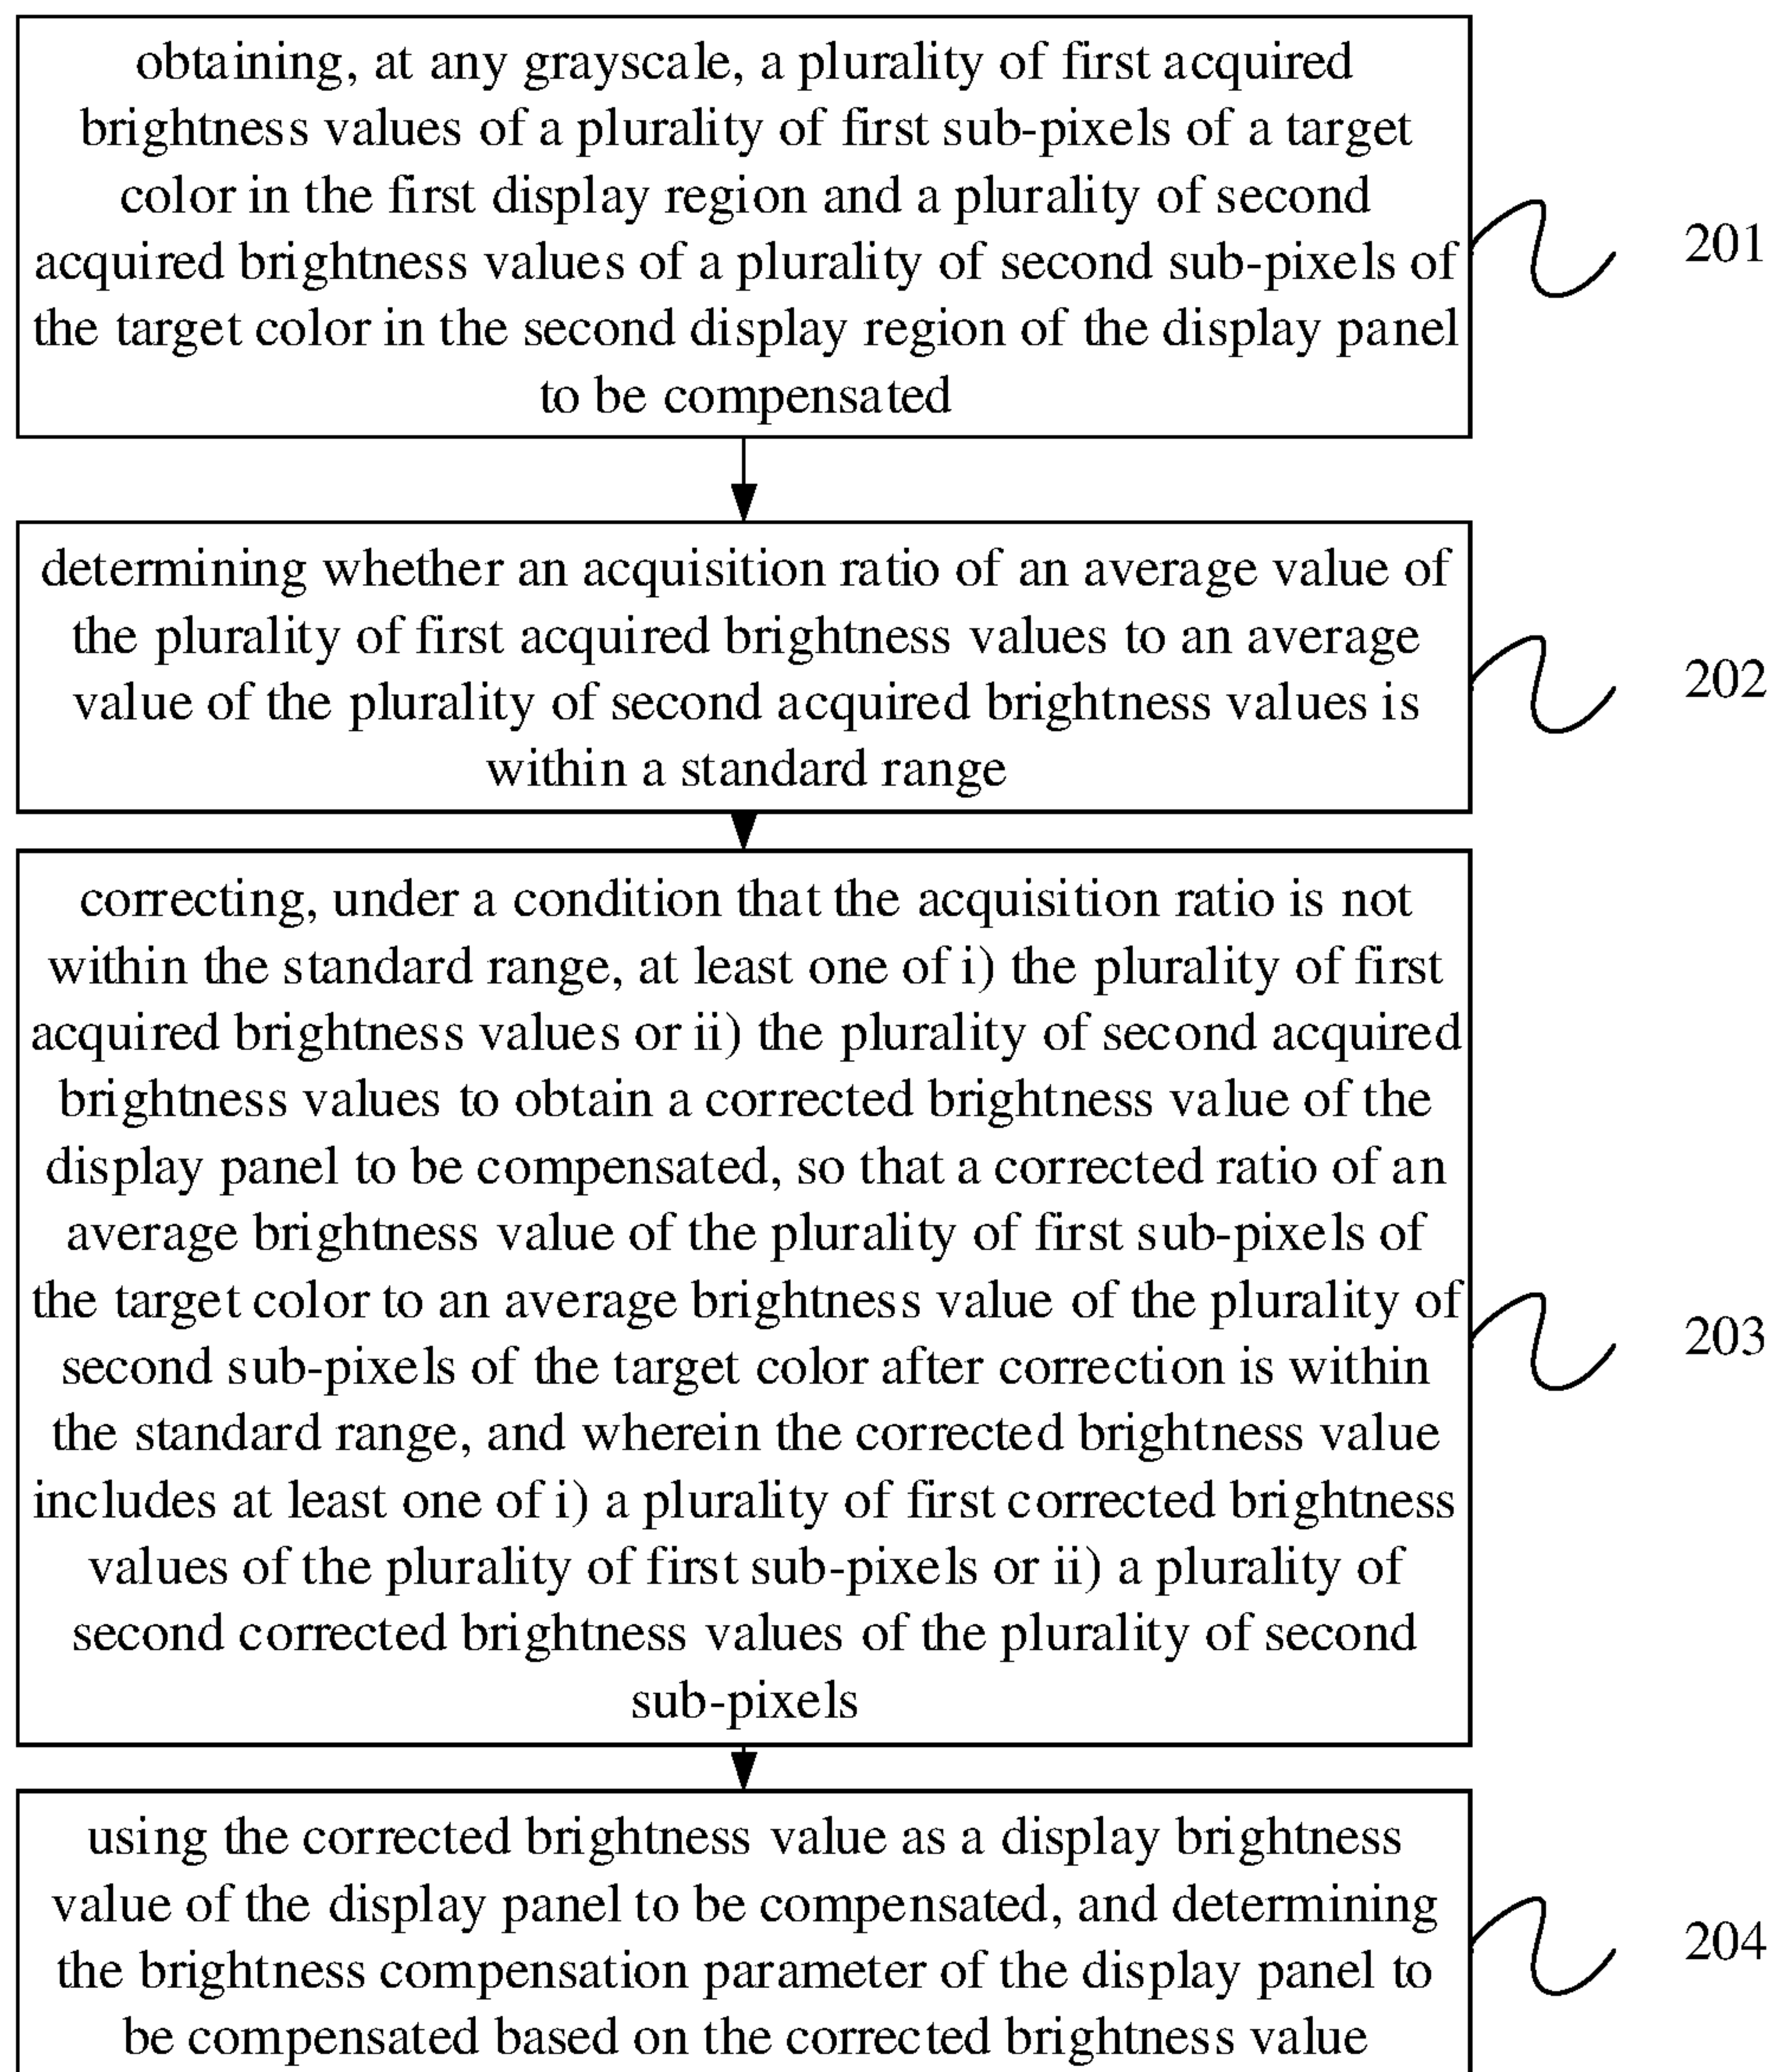 obtaining, at any grayscale, a plurality of first acquired
brightness values of a plurality of first sub-pixels of a target
color in the first display region and a plurality of second
acquired brightness values of a plurality of second sub-pixels of
the target color in the second display region of the display panel
to be compensated
201
determining whether an acquisition ratio of an average value of
the plurality of first acquired brightness values to an average
value of the plurality of second acquired brightness values is
within a standard range
202
correcting, under a condition that the acquisition ratio is not
within the standard range, at least one of i) the plurality of first
acquired brightness values or ii) the plurality of second acquired
brightness values to obtain a corrected brightness value of the
display panel to be compensated, so that a corrected ratio of an
average brightness value of the plurality of first sub-pixels of
the target color to an average brightness value of the plurality of
second sub-pixels of the target color after correction is within
the standard range, and wherein the corrected brightness value
includes at least one of i) a plurality of first corrected brightness
values of the plurality of first sub-pixels or ii) a plurality of
second corrected brightness values of the plurality of second
sub-pixels
203
using the corrected brightness value as a display brightness
value of the display panel to be compensated, and determining
the brightness compensation parameter of the display panel to
be compensated based on the corrected brightness value
204